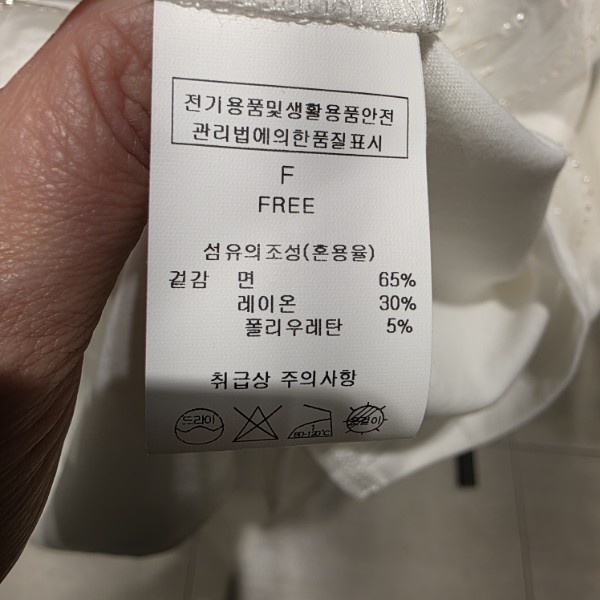 전기용품및생활용품안전
관리법에의한품질표시
F
FREE
섬유의조성(혼용율)
겉감 면 65%
레이온 30%
폴리우레탄 5%
취급상 주의사항
드라이
80-120℃